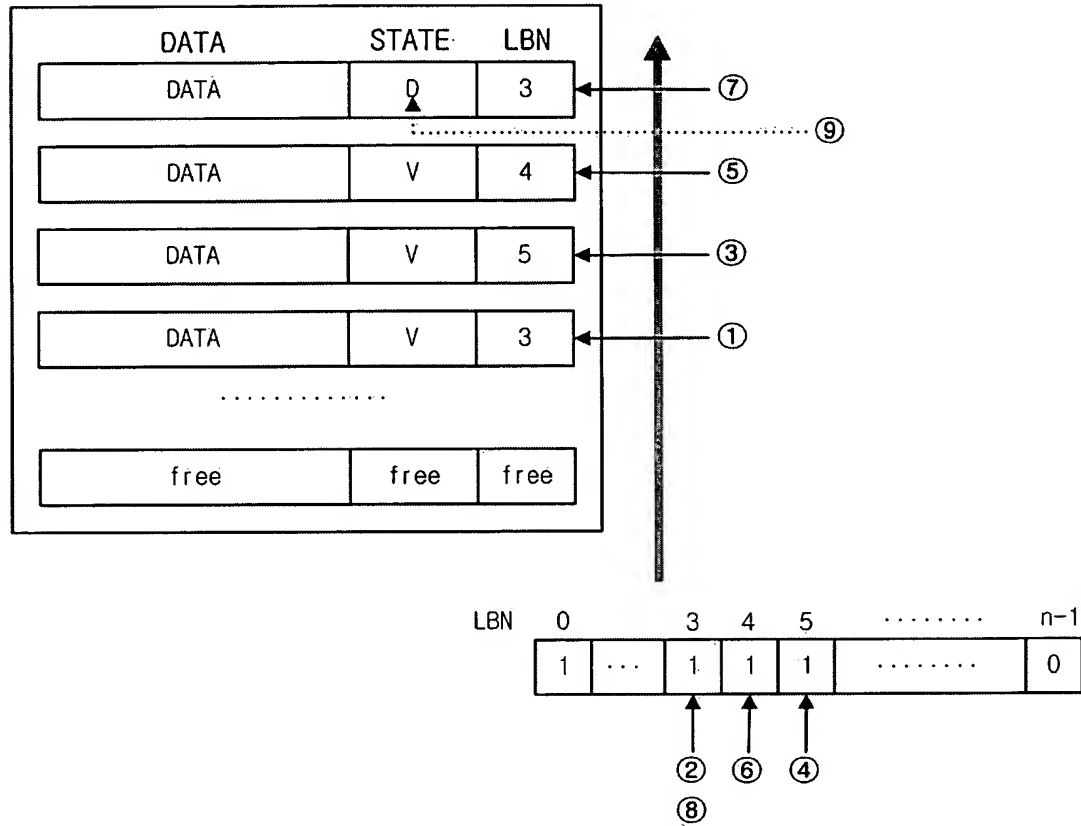 DATA STATE LBN
DATA D 3 ⑦
⑨
DATA V 4 ⑤
DATA V 5 ③
DATA V 3 ①
·············
free free free
LBN 0 3 4 5 ········ n-1
1 ··· 1 1 1 ········ 0
② ⑥ ④
⑧